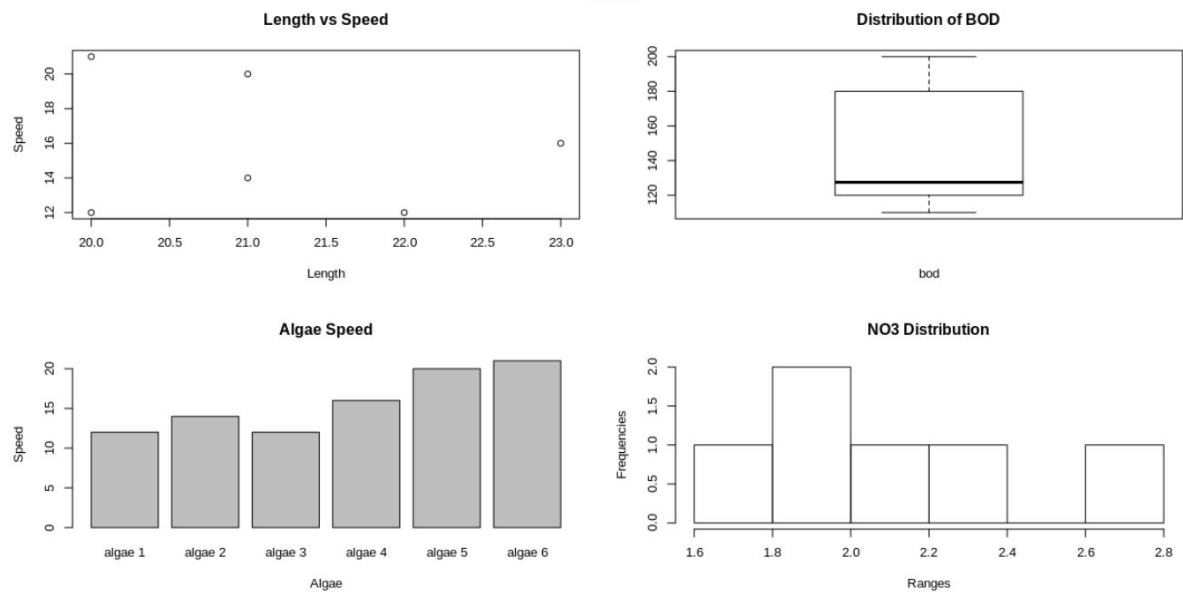 Length vs Speed
Speed
20
18
16
14
12
20.0 20.5 21.0 21.5 22.0 22.5 23.0
Length
Distribution of BOD
200
180
160
140
120
bod
Algae Speed
Speed
20
15
10
5
0
algae 1 algae 2 algae 3 algae 4 algae 5 algae 6
Algae
NO3 Distribution
Frequencies
2.0
1.5
1.0
0.5
0.0
1.6 1.8 2.0 2.2 2.4 2.6 2.8
Ranges